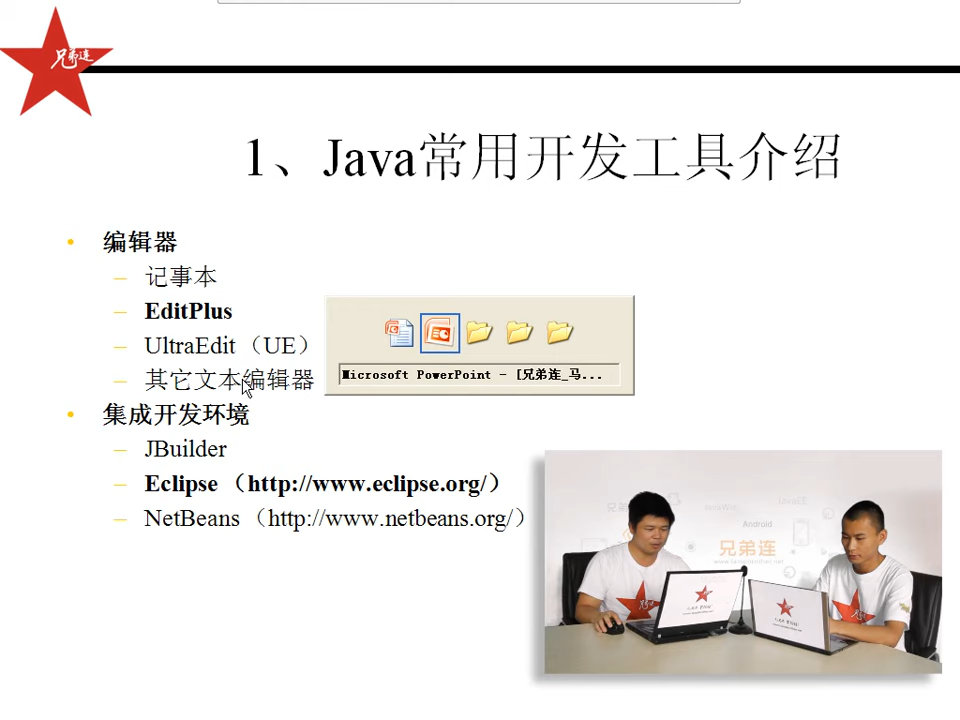 兄弟连
1、Java常用开发工具介绍
• 编辑器
– 记事本
– EditPlus
– UltraEdit（UE）
– 其它文本编辑器
Microsoft PowerPoint - [兄弟连_马...
• 集成开发环境
– JBuilder
– Eclipse（http://www.eclipse.org/）
– NetBeans（http://www.netbeans.org/）
JavaEE
Android
兄弟连